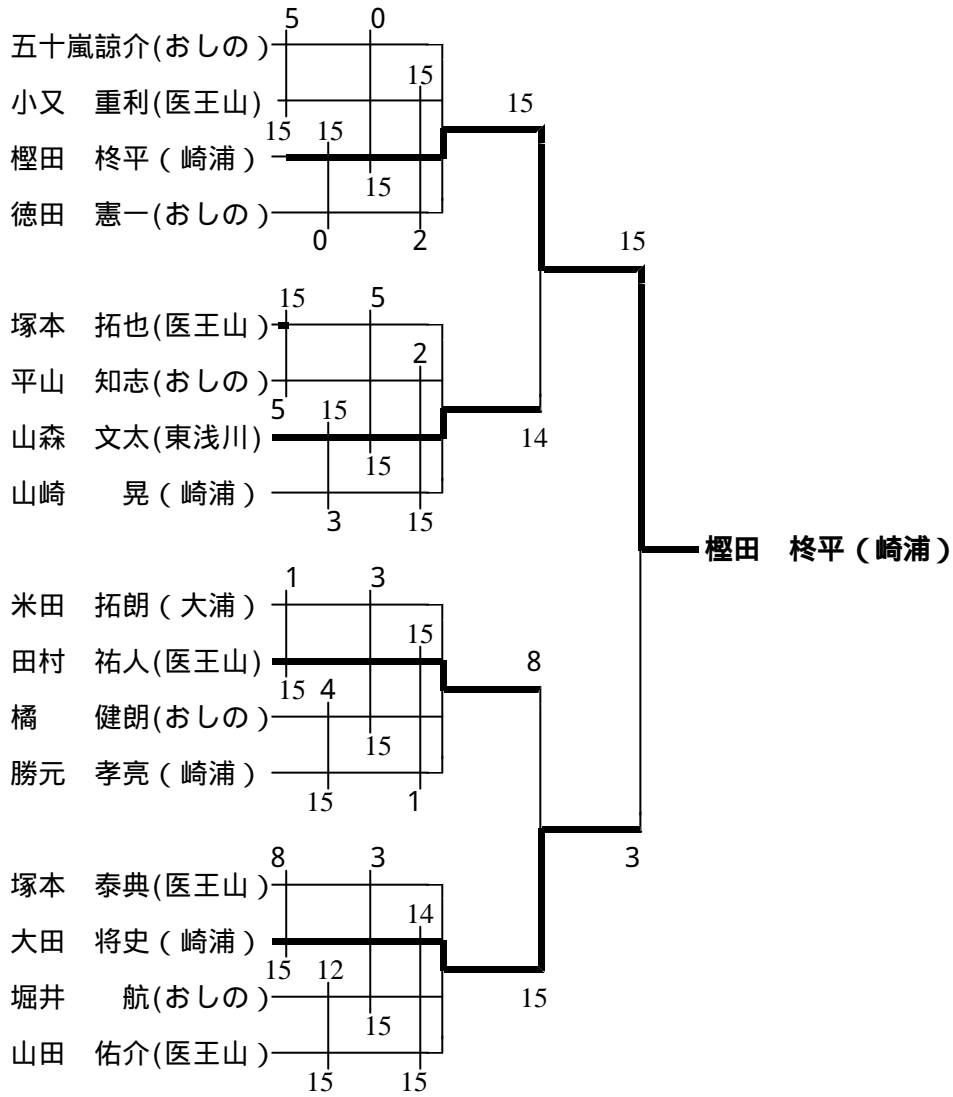 5 0
五十嵐諒介(おしの)
15 15
小又　重利(医王山)
15 15
樫田　柊平（崎浦）
15
徳田　憲一(おしの)
0 2
15
15 5
塚本　拓也(医王山)
2
平山　知志(おしの)
5 15
山森　文太(東浅川)
14
15
山崎　　晃（崎浦）
3 15
樫田　柊平（崎浦）
1 3
米田　拓朗（大浦）
15
田村　祐人(医王山)
8
15 4
橘　　健朗(おしの)
15
勝元　孝亮（崎浦）
15 1
8 3
3
塚本　泰典(医王山)
14
大田　将史（崎浦）
15 12
堀井　　航(おしの)
15
15
山田　佑介(医王山)
15 15